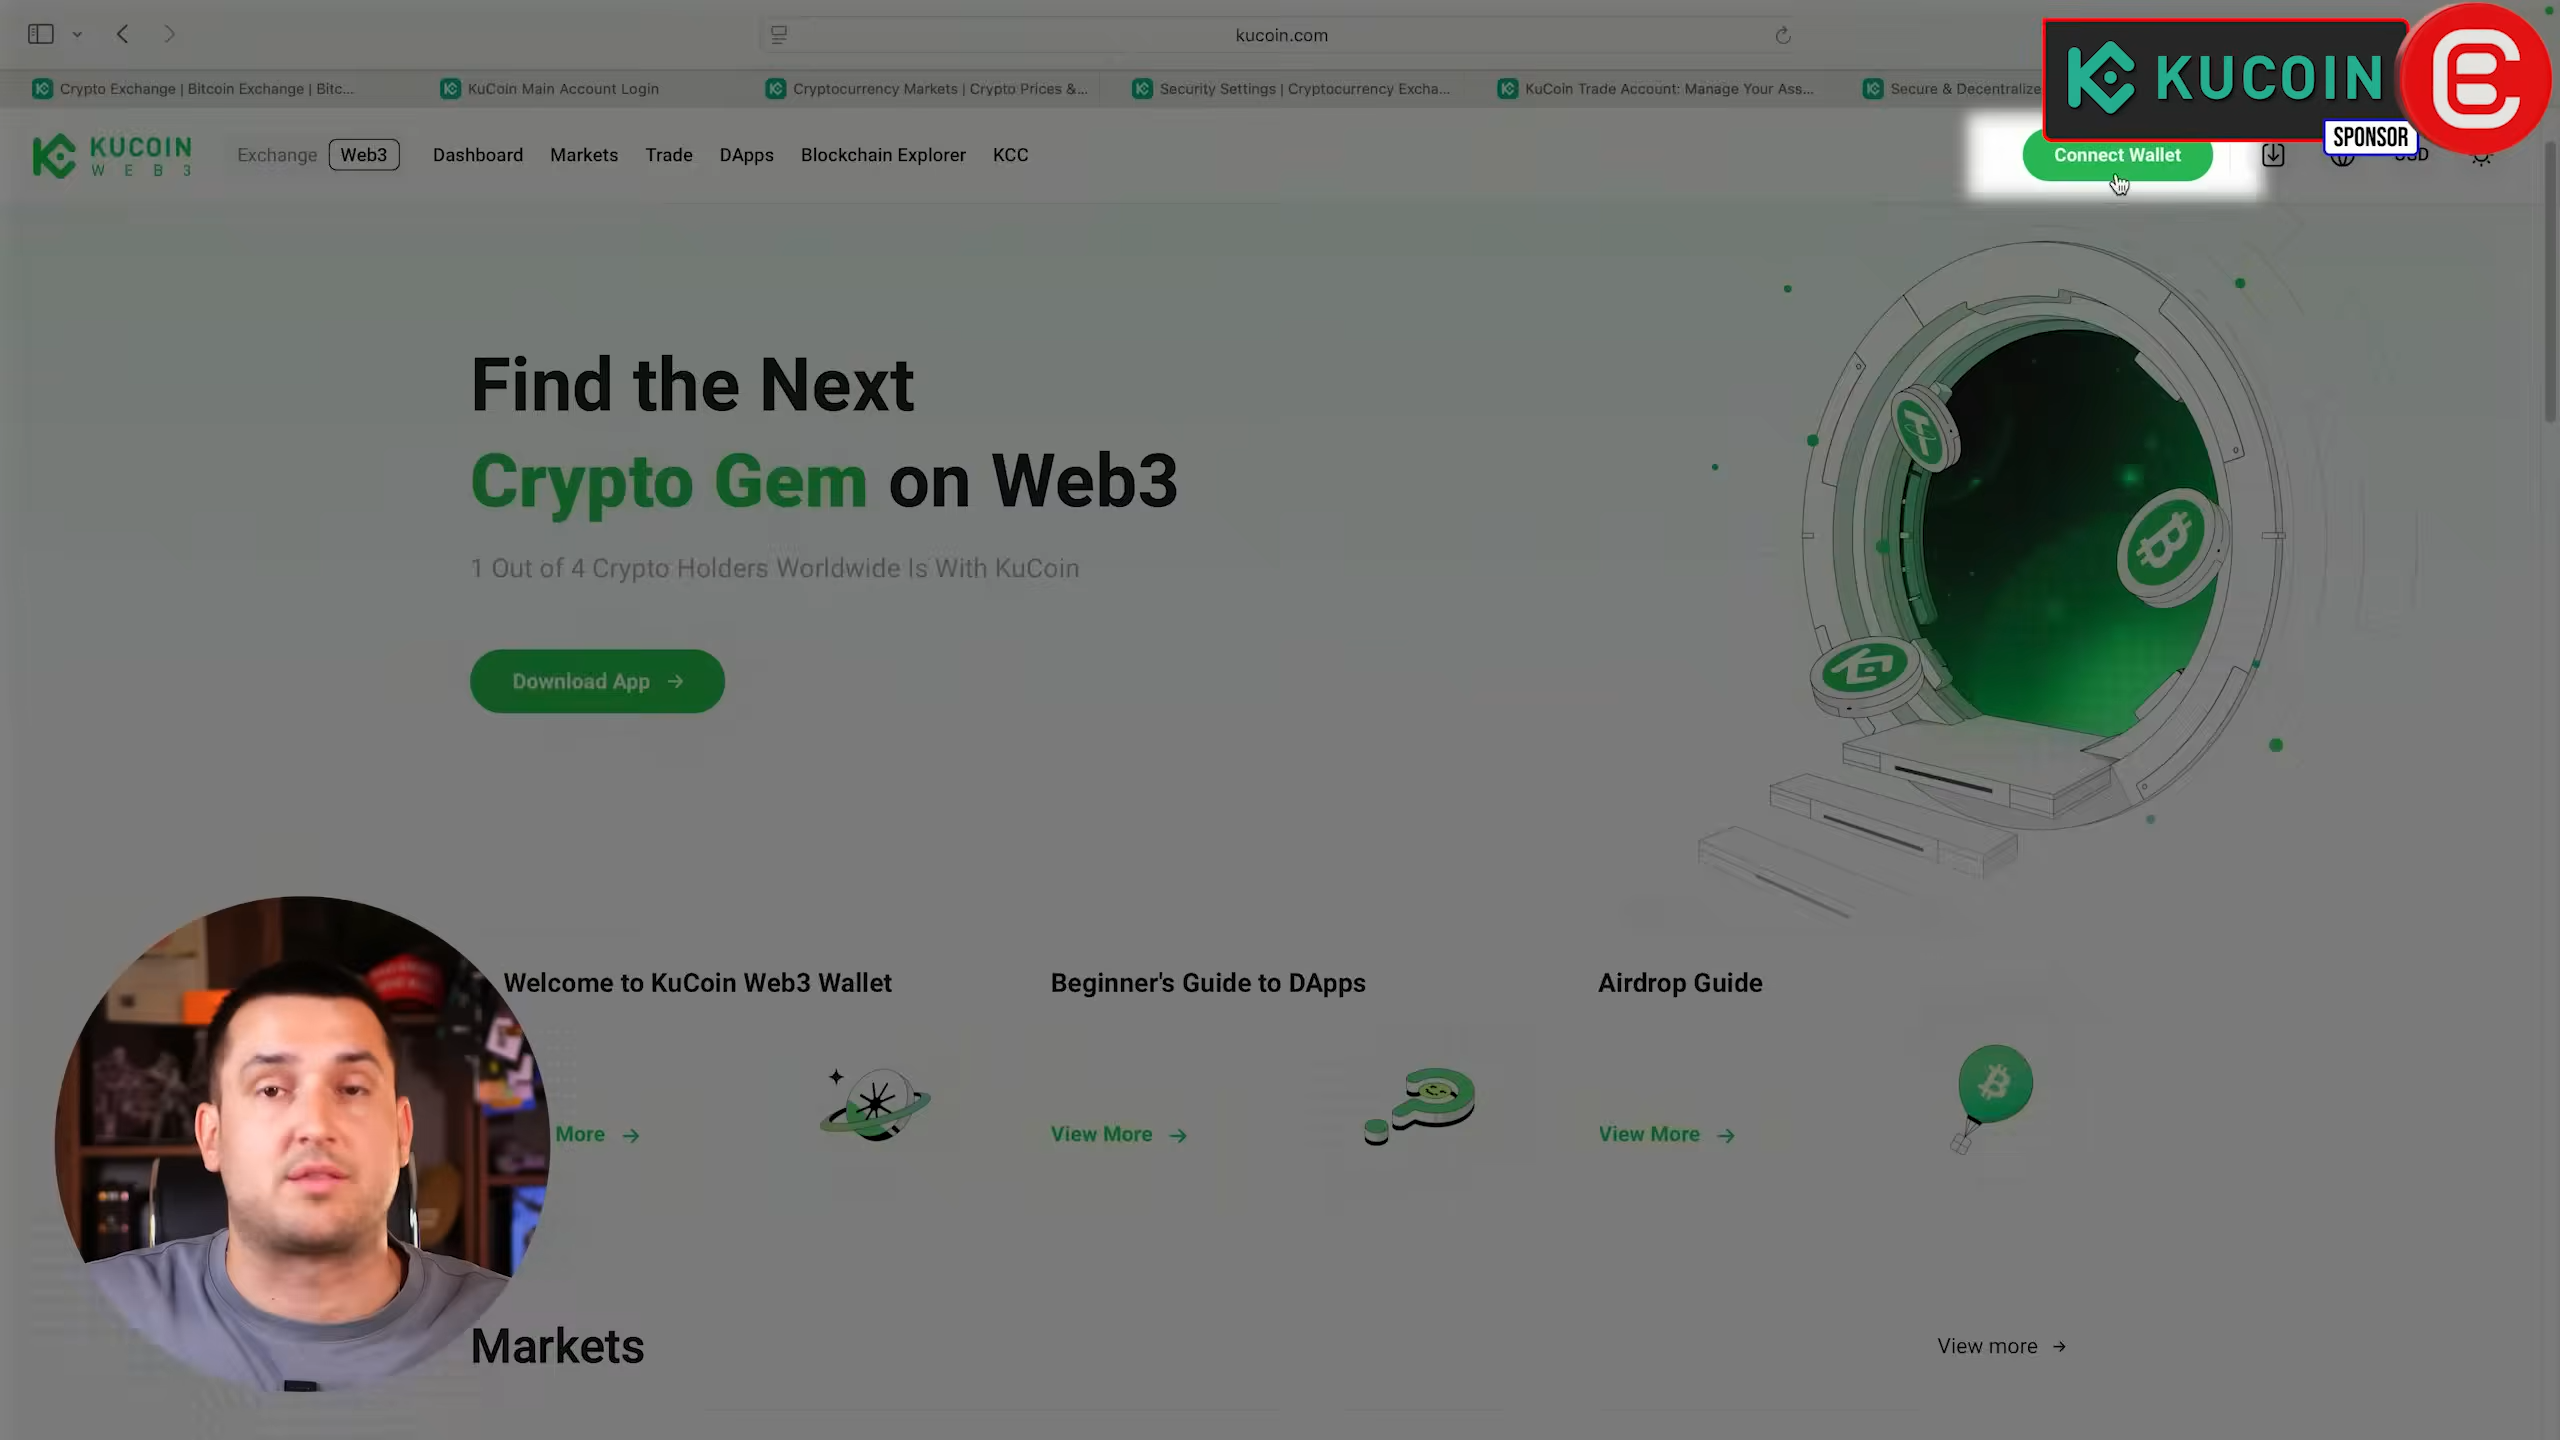 kucoin.com
KUCOIN
SPONSOR
Crypto Exchange | Bitcoin Exchange | Bitc...
KuCoin Main Account Login
Cryptocurrency Markets | Crypto Prices &...
Security Settings | Cryptocurrency Excha...
KuCoin Trade Account: Manage Your Ass...
Secure & Decentralize
KUCOIN
WEB3
Exchange
Web3
Dashboard
Markets
Trade
DApps
Blockchain Explorer
KCC
Connect Wallet
Find the Next
Crypto Gem on Web3
1 Out of 4 Crypto Holders Worldwide Is With KuCoin
Download App →
Welcome to KuCoin Web3 Wallet
Beginner's Guide to DApps
Airdrop Guide
More →
View More →
View More →
Markets
View more →